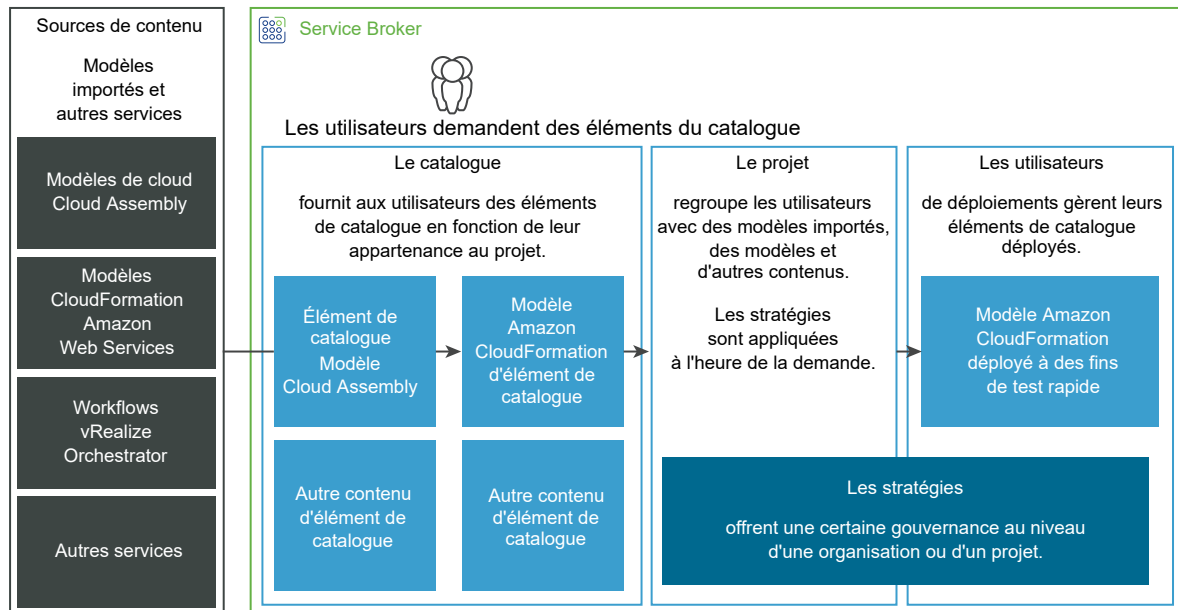 Sources de contenu
Modèles
importés et
autres services
Modèles de cloud
Cloud Assembly
Modèles
CloudFormation
Amazon
Web Services
Workflows
vRealize
Orchestrator
Autres services
Service Broker
Les utilisateurs demandent des éléments du catalogue
Le catalogue
fournit aux utilisateurs des éléments
de catalogue en fonction de leur
appartenance au projet.
Élément de
catalogue
Modèle
Cloud Assembly
Modèle
Amazon
CloudFormation
d'élément de
catalogue
Autre contenu
d'élément de
catalogue
Autre contenu
d'élément de
catalogue
Le projet
regroupe les utilisateurs
avec des modèles importés,
des modèles et
d'autres contenus.
Les stratégies
sont appliquées
à l'heure de la demande.
Les utilisateurs
de déploiements gèrent leurs
éléments de catalogue
déployés.
Modèle Amazon
CloudFormation
déployé à des fins
de test rapide
Les stratégies
offrent une certaine gouvernance au niveau
d'une organisation ou d'un projet.